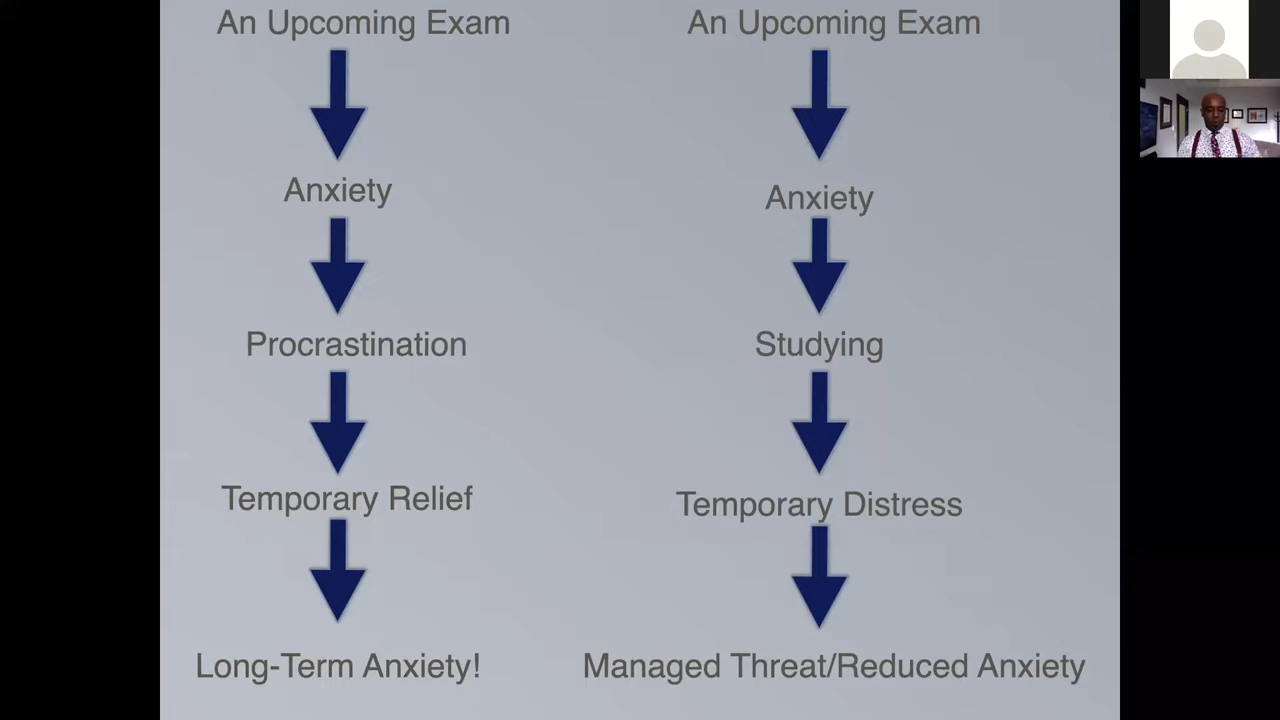 An Upcoming Exam
Anxiety
Procrastination
Temporary Relief
Long-Term Anxiety!
An Upcoming Exam
Anxiety
Studying
Temporary Distress
Managed Threat/Reduced Anxiety